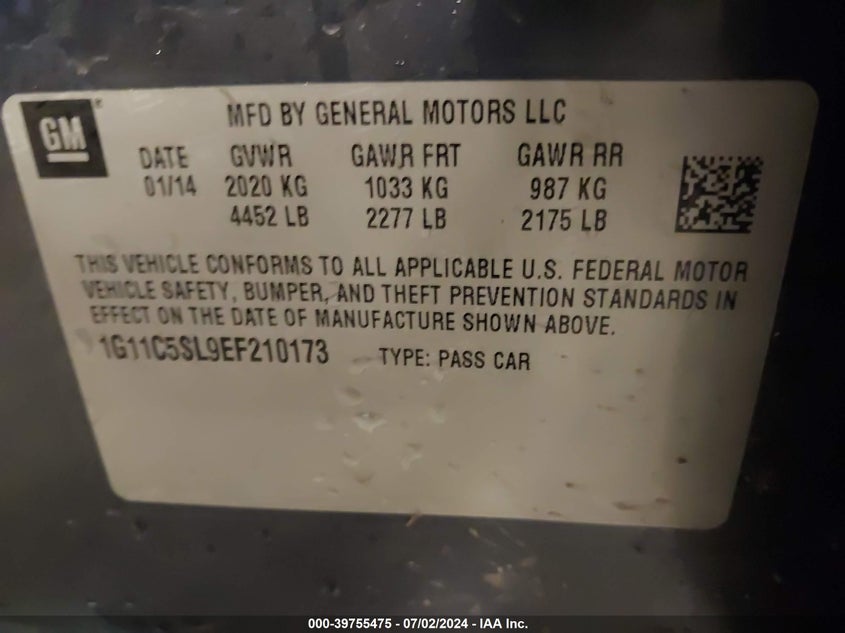 GM ®
MFD BY GENERAL MOTORS LLC
DATE GVWR GAWR FRT GAWR RR
01/14 2020 KG 1033 KG 987 KG
4452 LB 2277 LB 2175 LB
THIS VEHICLE CONFORMS TO ALL APPLICABLE U.S. FEDERAL MOTOR
VEHICLE SAFETY, BUMPER, AND THEFT PREVENTION STANDARDS IN
EFFECT ON THE DATE OF MANUFACTURE SHOWN ABOVE.
1G11C5SL9EF210173 TYPE: PASS CAR
000-39755475 - 07/02/2024 - IAA Inc.